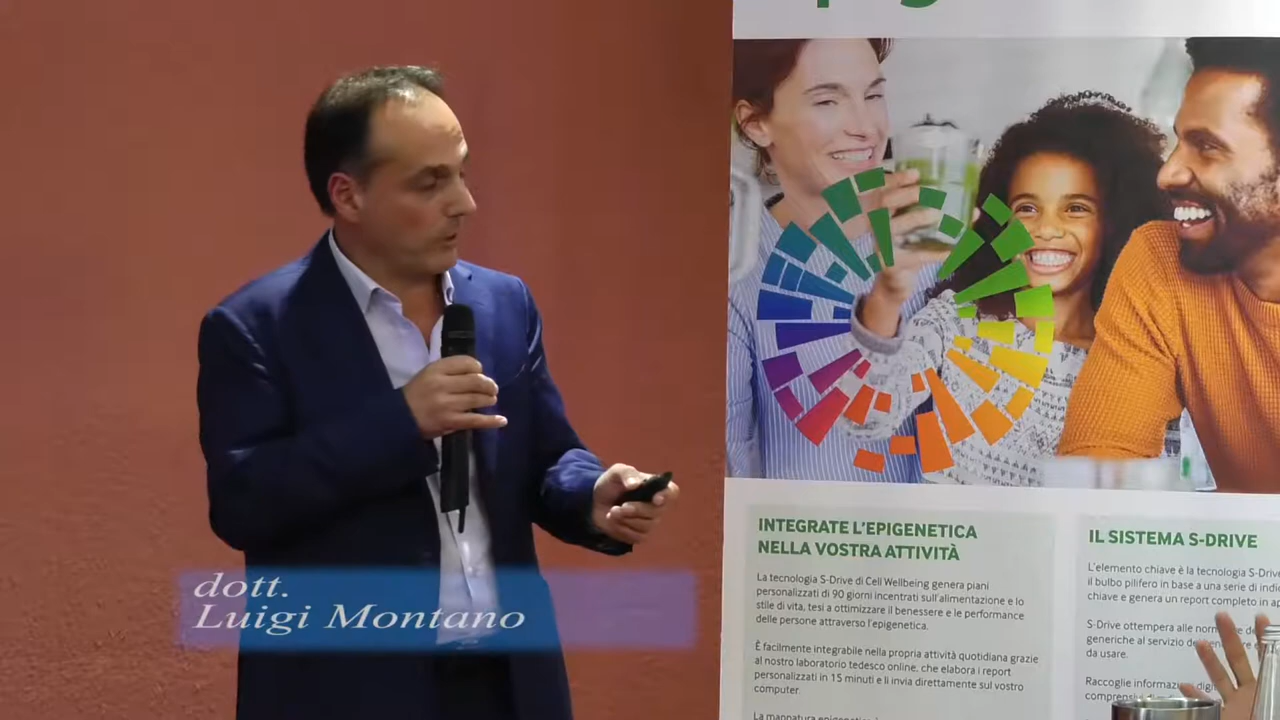 dott.
Luigi Montano
INTEGRATE L'EPIGENETICA
NELLA VOSTRA ATTIVITÀ
La tecnologia S-Drive di Cell Wellbeing genera piani
personalizzati di 90 giorni incentrati sull'alimentazione e lo
stile di vita, tesi a ottimizzare il benessere e le performance
delle persone attraverso l'epigenetica.
È facilmente integrabile nella propria attività quotidiana grazie
al nostro laboratorio tedesco online, che elabora i report
personalizzati in 15 minuti e li invia direttamente sul vostro
computer.
La mappatura
IL SISTEMA S-DRIVE
L'elemento chiave è la tecnologia S-Drive
il bulbo pilifero in base a una serie di indic
chiave e genera un report completo in ap
S-Drive ottempera alle
generiche al servizio
da usare.
Raccoglie informazioni